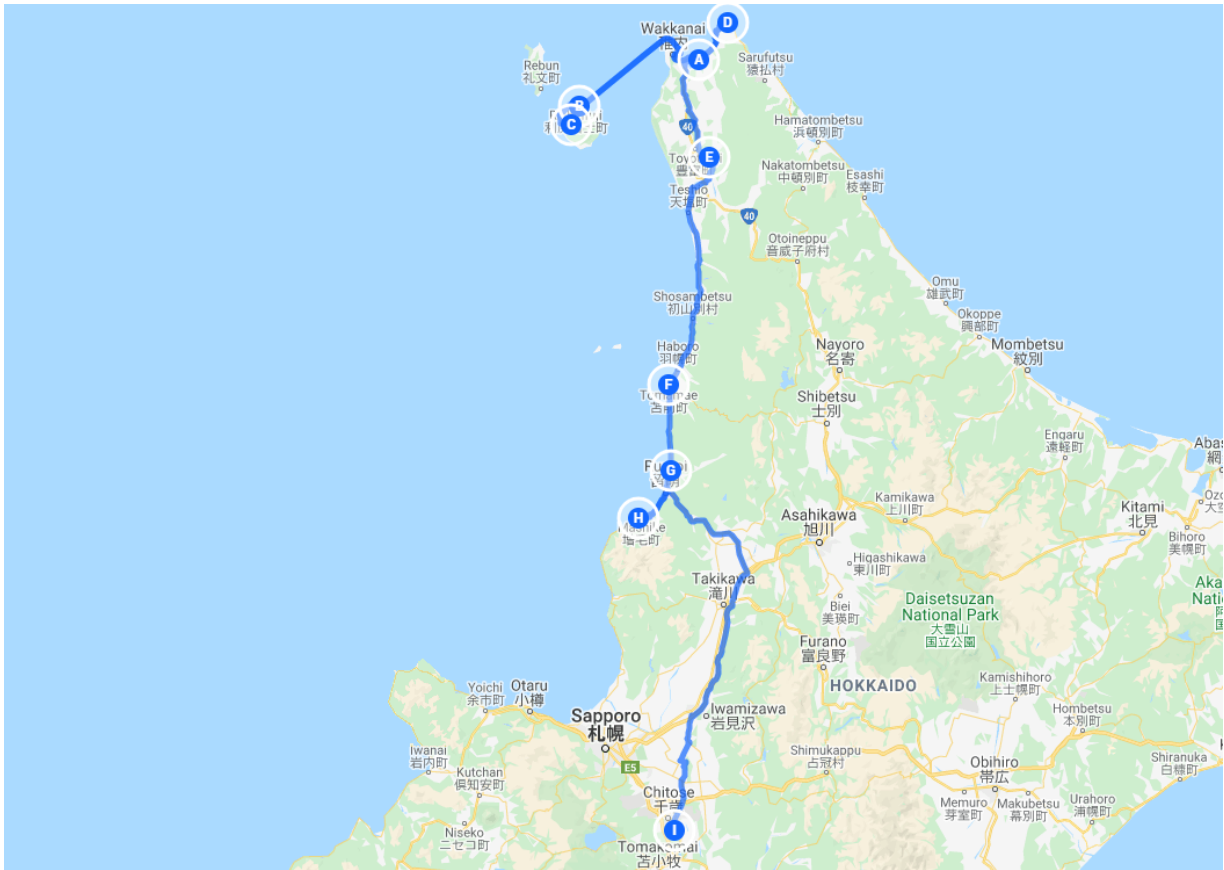 D
Wakkanai
稚内
A
Sarufutsu
猿払村
Rebun
礼文町
B
C
Hamatombetsu
浜頓別町
40
E
Nakatombetsu
中頓別町
Esashi
枝幸町
Teshio
天塩町
40
Otoineppu
音威子府村
Omu
雄武町
Shosambetsu
初山別村
Okoppe
興部町
Haboro
羽幌町
Nayoro
名寄
Mombetsu
紋別
F
Shibetsu
士別
Engaru
遠軽町
G
Kamikawa
上川町
Kitami
北見
H
Asahikawa
旭川
Bihoro
美幌町
Higashikawa
東川町
Takikawa
滝川
Biei
美瑛町
Daisetsuzan
National Park
大雪山
国立公園
Furano
富良野
HOKKAIDO
Kamishihoro
上士幌町
Yoichi
余市町
Otaru
小樽
Sapporo
札幌
Iwamizawa
岩見沢
Hombetsu
本別町
Iwanai
岩内町
E5
Shimukappu
占冠村
Obihiro
帯広
Shiranuka
白糠町
Kutchan
倶知安町
Chitose
千歳
Memuro
芽室町
Makubetsu
幕別町
Urahoro
浦幌町
Niseko
ニセコ町
I
Tomakomai
苫小牧